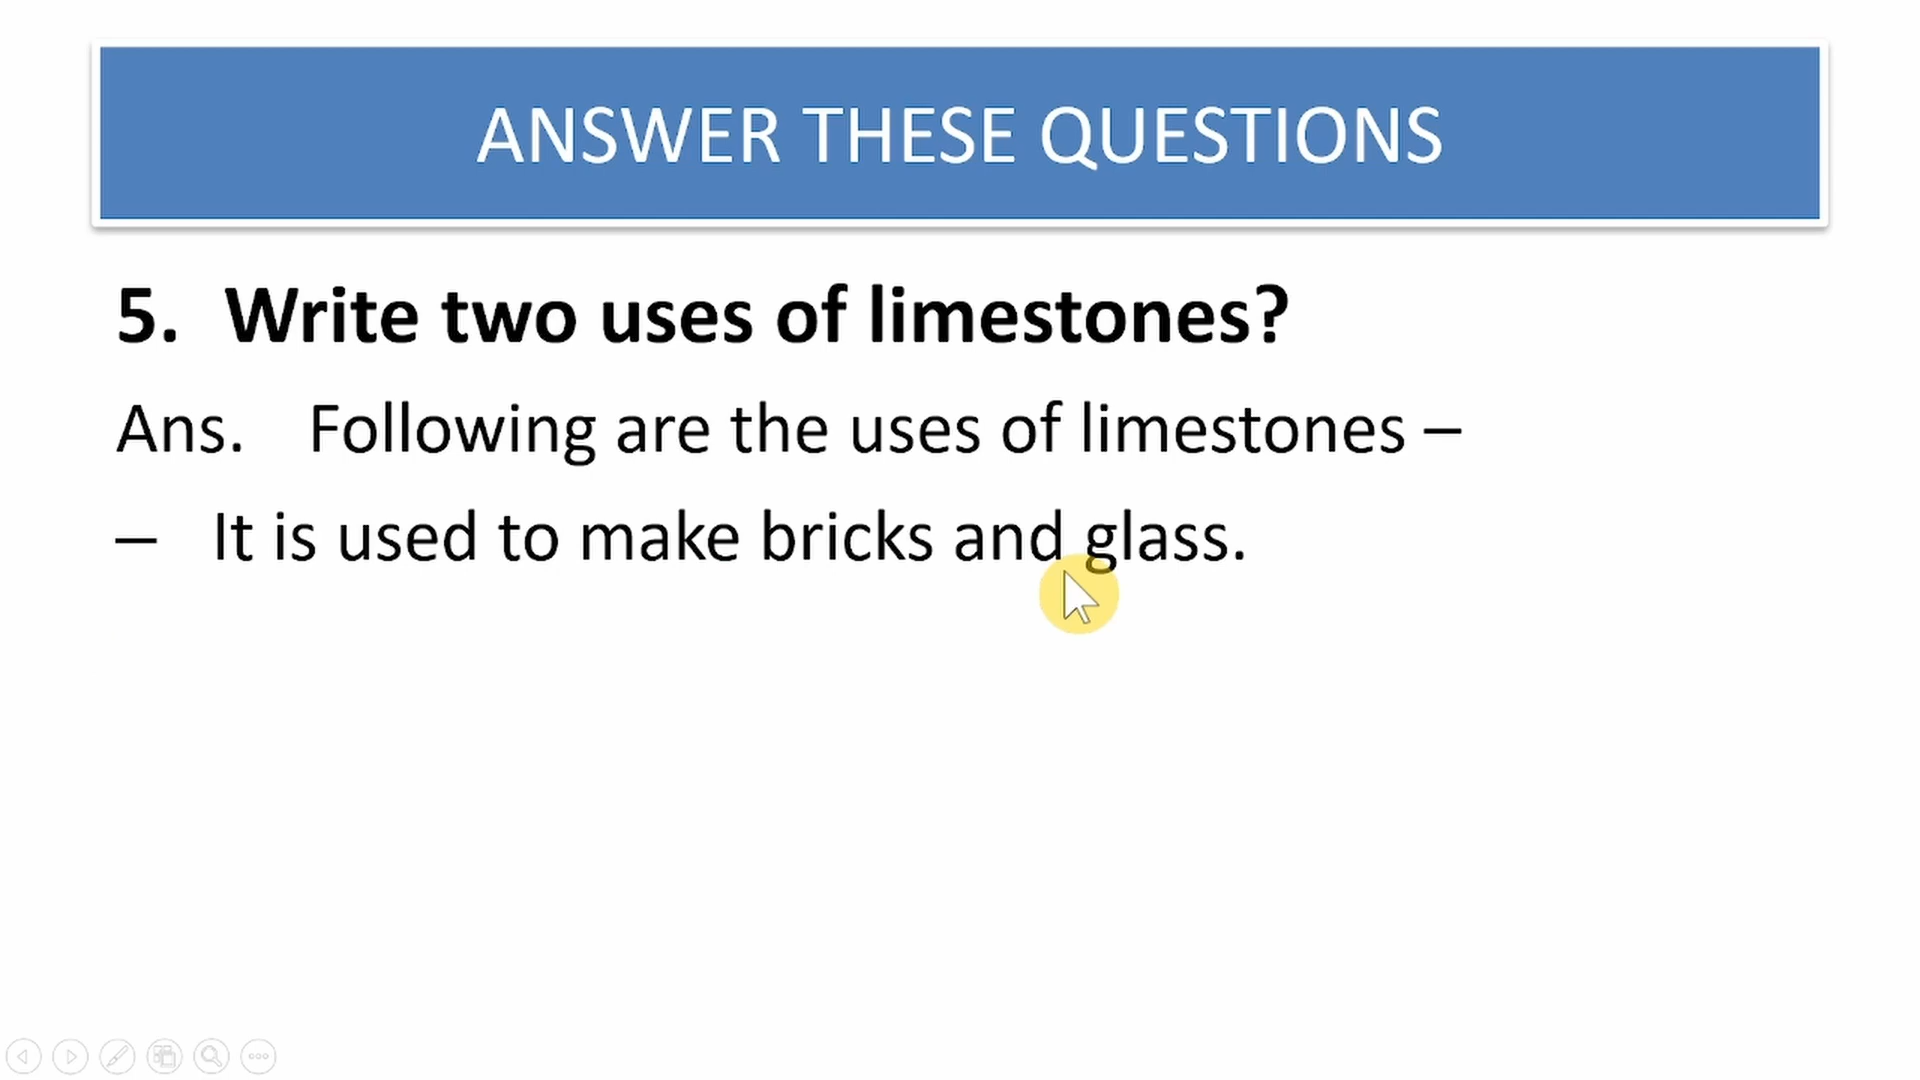 ANSWER THESE QUESTIONS
5. Write two uses of limestones?
Ans. Following are the uses of limestones –
– It is used to make bricks and glass.